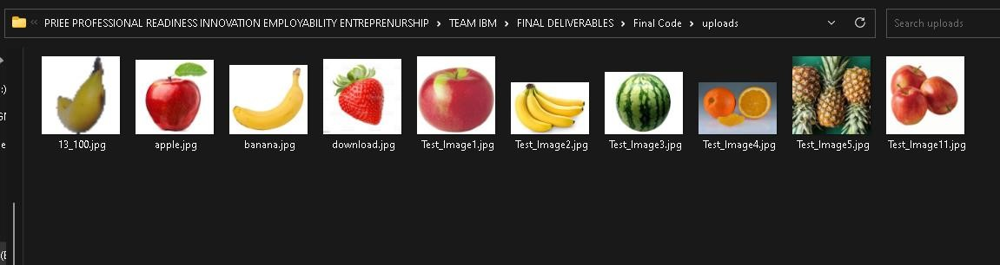 PRIEE PROFESSIONAL READINESS INNOVATION EMPLOYABILITY ENTREPRENURSHIP > TEAM IBM > FINAL DELIVERABLES > Final Code > uploads
Search uploads
13_100.jpg apple.jpg banana.jpg download.jpg Test_Image1.jpg Test_Image2.jpg Test_Image3.jpg Test_Image4.jpg Test_Image5.jpg Test_Image11.jpg